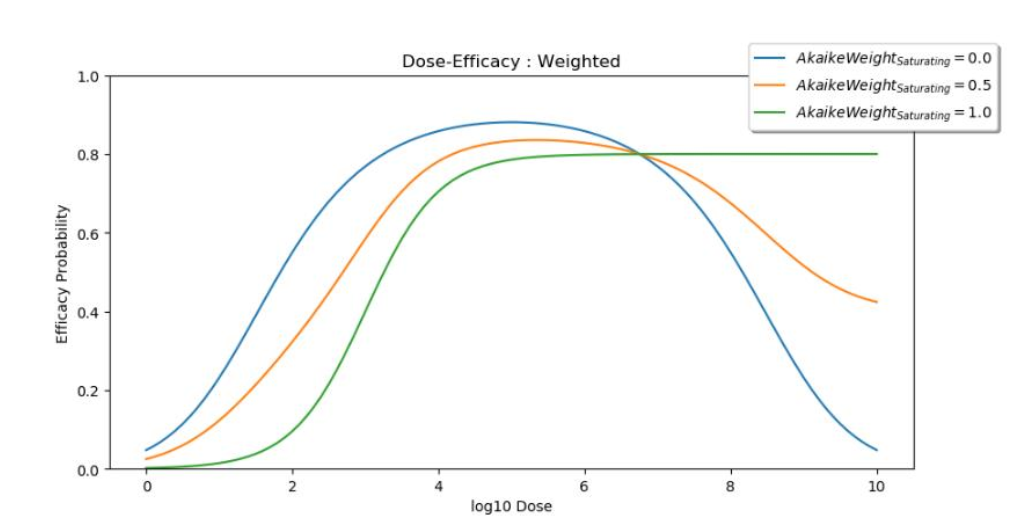 Dose-Efficacy : Weighted
AkaikeWeight_Saturating = 0.0
AkaikeWeight_Saturating = 0.5
AkaikeWeight_Saturating = 1.0
1.0
0.8
0.6
0.4
0.2
0.0
Efficacy Probability
0 2 4 6 8 10
log10 Dose